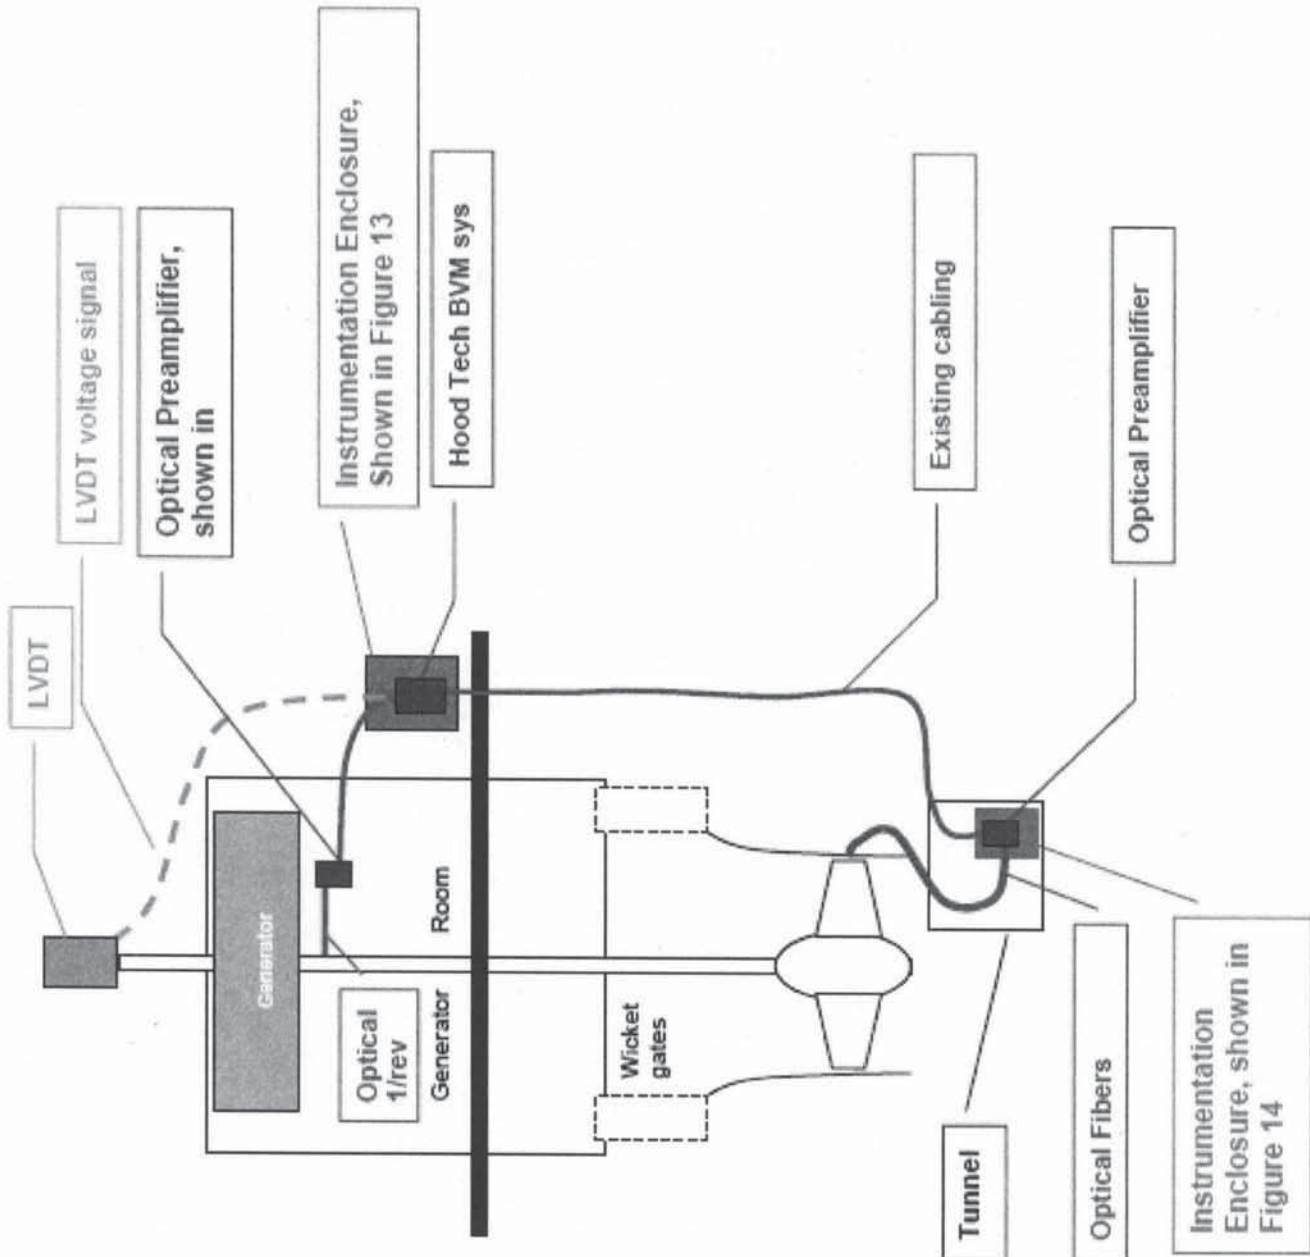 LVDT
LVDT voltage signal
Optical Preamplifier,
shown in
Instrumentation Enclosure,
Shown in Figure 13
Hood Tech BVM sys
Generator
Optical
1/rev
Generator Room
Wicket
gates
Existing cabling
Optical Preamplifier
Tunnel
Optical Fibers
Instrumentation
Enclosure, shown in
Figure 14